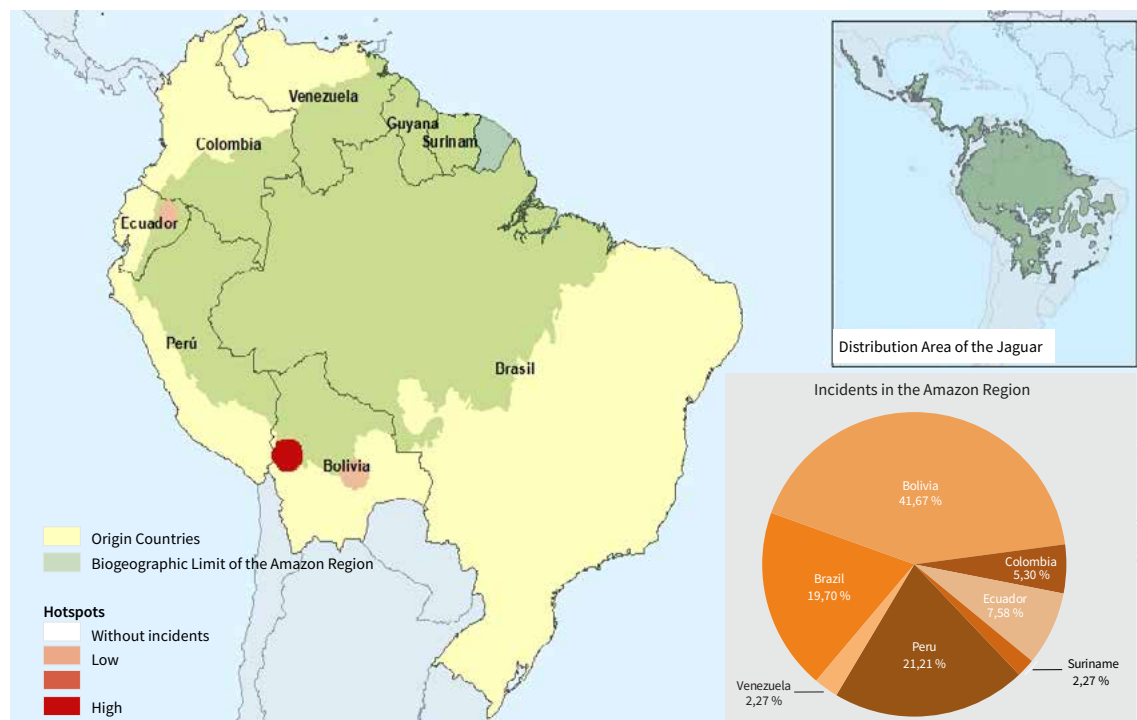 Venezuela
Guyana
Surinam
Colombia
Ecuador
Perú
Brasil
Bolivia
Origin Countries
Biogeographic Limit of the Amazon Region
Hotspots
Without incidents
Low
High
Distribution Area of the Jaguar
Incidents in the Amazon Region
Bolivia
41,67 %
Colombia
5,30 %
Ecuador
7,58 %
Brazil
19,70 %
Peru
21,21 %
Suriname
2,27 %
Venezuela
2,27 %